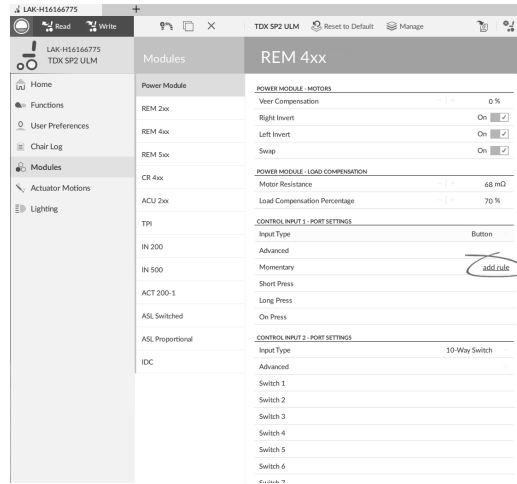 LAK-H16166775
+
Read Write TDX SP2 ULM Reset to Default Manage
LAK-H16166775
TDX SP2 ULM
Modules
REM 4xx
Home
Functions
User Preferences
Chair Log
Modules
Actuator Motions
Lighting
Power Module
REM 2xx
REM 4xx
REM 5xx
CR 4xx
ACU 2xx
TPI
IN 200
IN 500
ACT 200-1
ASL Switched
ASL Proportional
IDC
POWER MODULE - MOTORS
Veer Compensation 0 %
Right Invert On
Left Invert On
Swap On
POWER MODULE - LOAD COMPENSATION
Motor Resistance 68 mΩ
Load Compensation Percentage 70 %
CONTROL INPUT 1 - PORT SETTINGS
Input Type Button
Advanced
Momentary add rule
Short Press
Long Press
On Press
CONTROL INPUT 2 - PORT SETTINGS
Input Type 10-Way Switch
Advanced
Switch 1
Switch 2
Switch 3
Switch 4
Switch 5
Switch 6
Switch 7